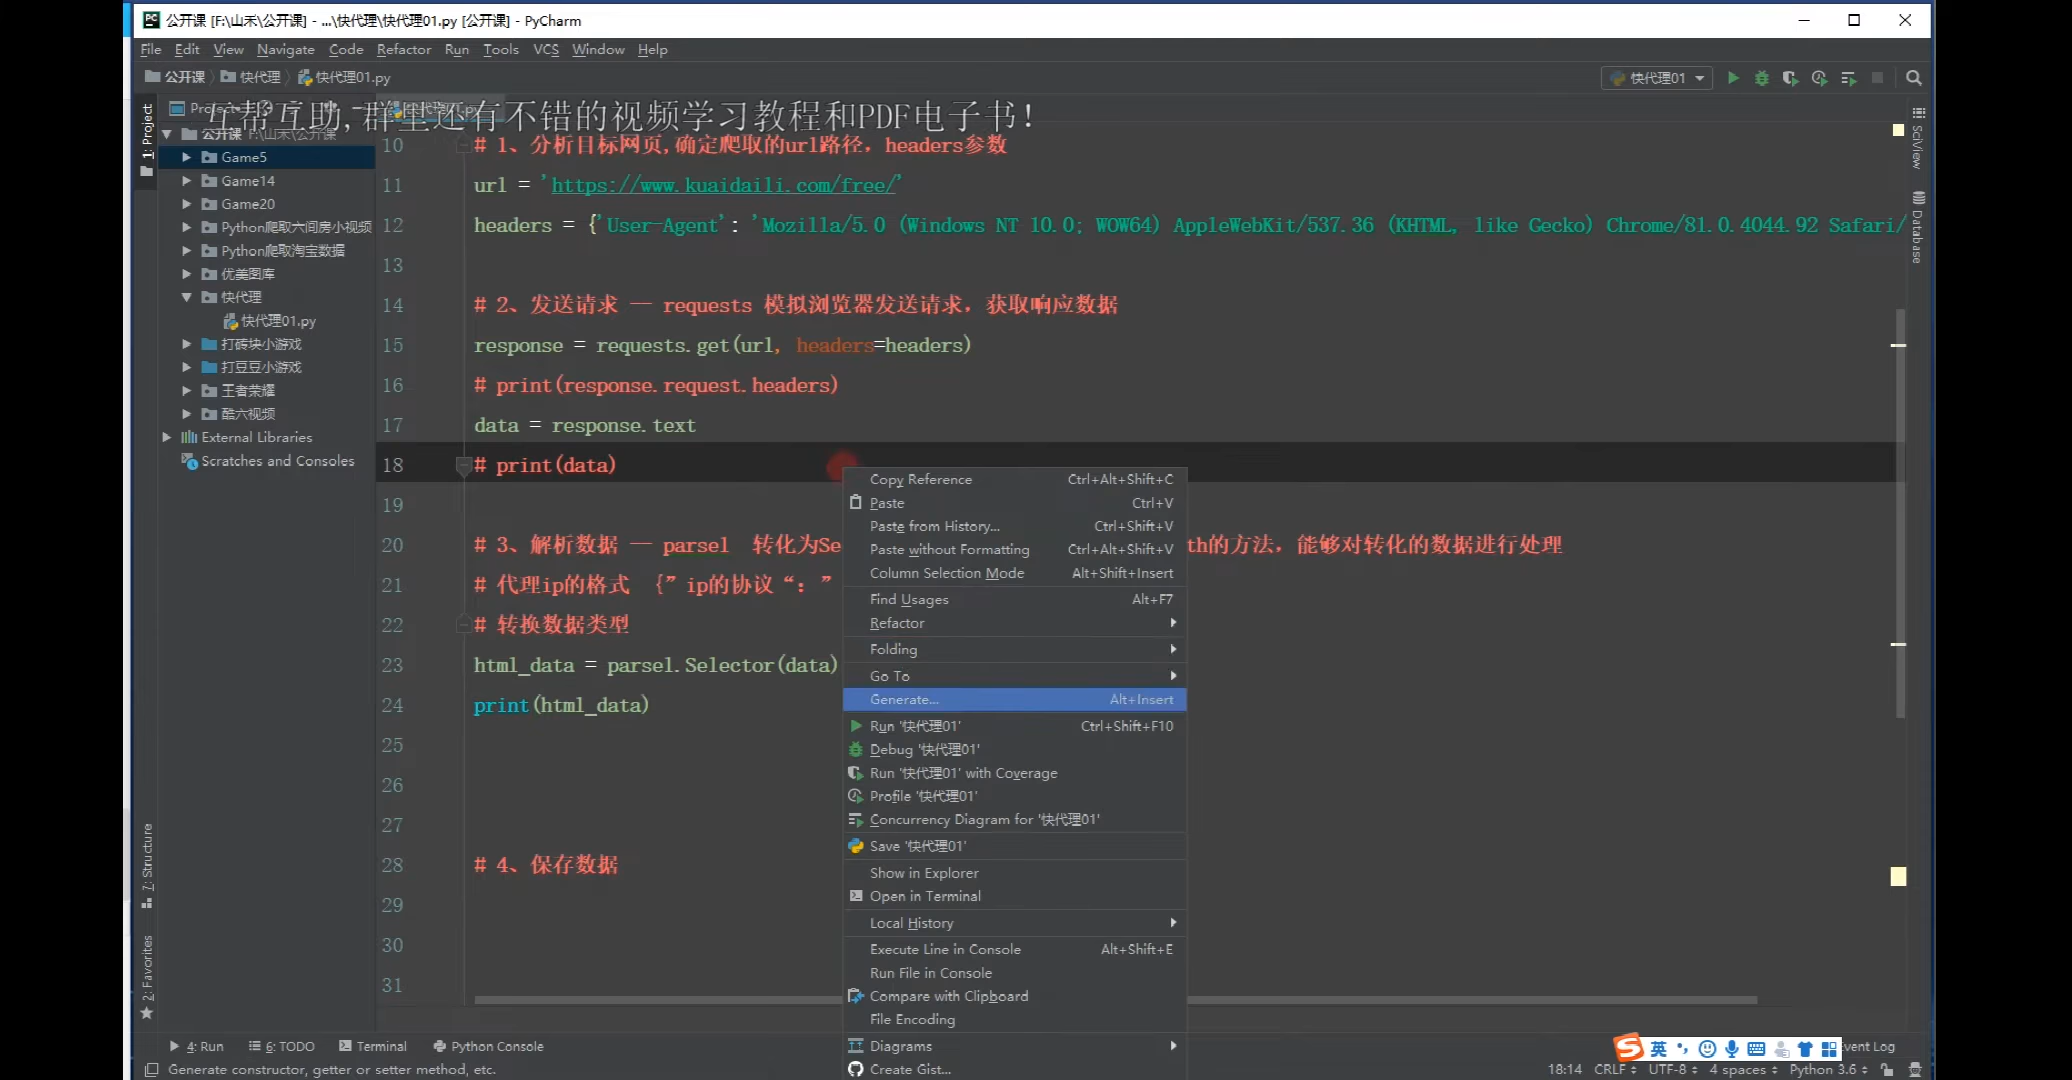 公开课 [F:\山禾\公开课] - ...\快代理\快代理01.py [公开课] - PyCharm
File Edit View Navigate Code Refactor Run Tools VCS Window Help
公开课 快代理 快代理01.py
快代理01
互帮互助,群里还有不错的视频学习教程和PDF电子书!
1: Project
公开课 F:\山禾\公开课
Game5
Game14
Game20
Python爬取六间房小视频
Python爬取淘宝数据
优美图库
快代理
快代理01.py
打砖块小游戏
打豆豆小游戏
王者荣耀
酷六视频
External Libraries
Scratches and Consoles
7: Structure
2: Favorites
10 # 1、分析目标网页,确定爬取的url路径，headers参数
11 url = 'https://www.kuaidaili.com/free/'
12 headers = {'User-Agent': 'Mozilla/5.0 (Windows NT 10.0; WOW64) AppleWebKit/537.36 (KHTML, like Gecko) Chrome/81.0.4044.92 Safari/
13
14 # 2、发送请求 — requests 模拟浏览器发送请求，获取响应数据
15 response = requests.get(url, headers=headers)
16 # print(response.request.headers)
17 data = response.text
18 # print(data)
19
20 # 3、解析数据 — parsel 转化为Se th的方法，能够对转化的数据进行处理
21 # 代理ip的格式 {”ip的协议“：”
22 # 转换数据类型
23 html_data = parsel.Selector(data)
24 print(html_data)
25
26
27
28 # 4、保存数据
29
30
31
Copy Reference Ctrl+Alt+Shift+C
Paste Ctrl+V
Paste from History... Ctrl+Shift+V
Paste without Formatting Ctrl+Alt+Shift+V
Column Selection Mode Alt+Shift+Insert
Find Usages Alt+F7
Refactor
Folding
Go To
Generate... Alt+Insert
Run '快代理01' Ctrl+Shift+F10
Debug '快代理01'
Run '快代理01' with Coverage
Profile '快代理01'
Concurrency Diagram for '快代理01'
Save '快代理01'
Show in Explorer
Open in Terminal
Local History
Execute Line in Console Alt+Shift+E
Run File in Console
Compare with Clipboard
File Encoding
Diagrams
Create Gist...
SciView
Database
4: Run 6: TODO Terminal Python Console
英
vent Log
Generate constructor, getter or setter method, etc.
18:14 CRLF UTF-8 4 spaces Python 3.6